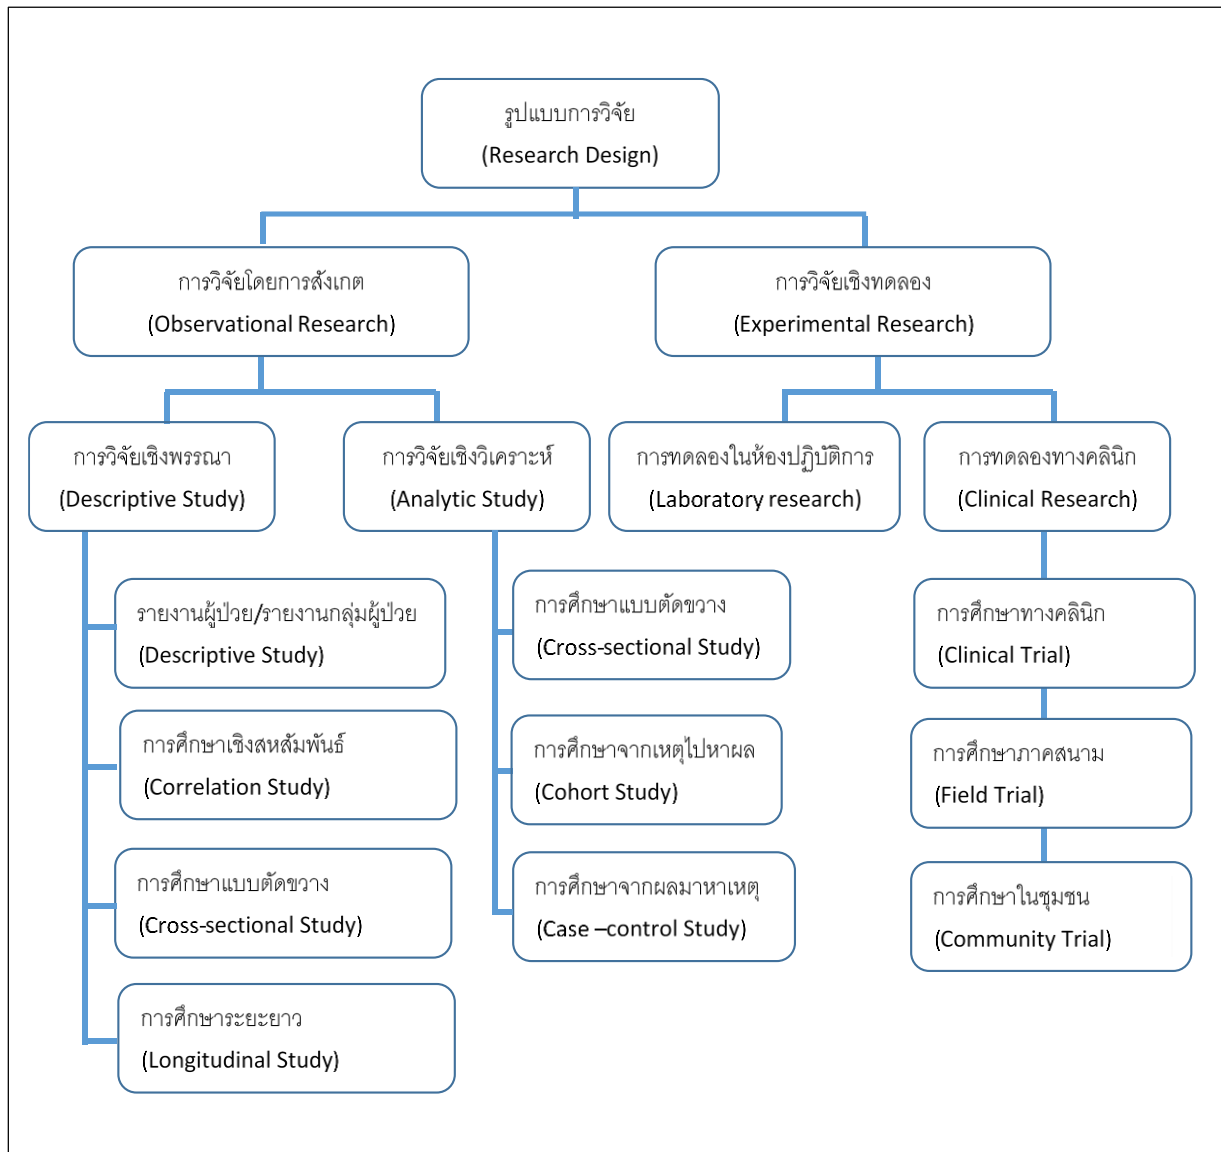 รูปแบบการวิจัย
(Research Design)
การวิจัยโดยการสังเกต
(Observational Research)
การวิจัยเชิงทดลอง
(Experimental Research)
การวิจัยเชิงพรรณา
(Descriptive Study)
การวิจัยเชิงวิเคราะห์
(Analytic Study)
การทดลองในห้องปฏิบัติการ
(Laboratory research)
การทดลองทางคลินิก
(Clinical Research)
รายงานผู้ป่วย/รายงานกลุ่มผู้ป่วย
(Descriptive Study)
การศึกษาเชิงสหสัมพันธ์
(Correlation Study)
การศึกษาแบบตัดขวาง
(Cross-sectional Study)
การศึกษาระยะยาว
(Longitudinal Study)
การศึกษาแบบตัดขวาง
(Cross-sectional Study)
การศึกษาจากเหตุไปหาผล
(Cohort Study)
การศึกษาจากผลมาหาเหตุ
(Case –control Study)
การศึกษาทางคลินิก
(Clinical Trial)
การศึกษาภาคสนาม
(Field Trial)
การศึกษาในชุมชน
(Community Trial)